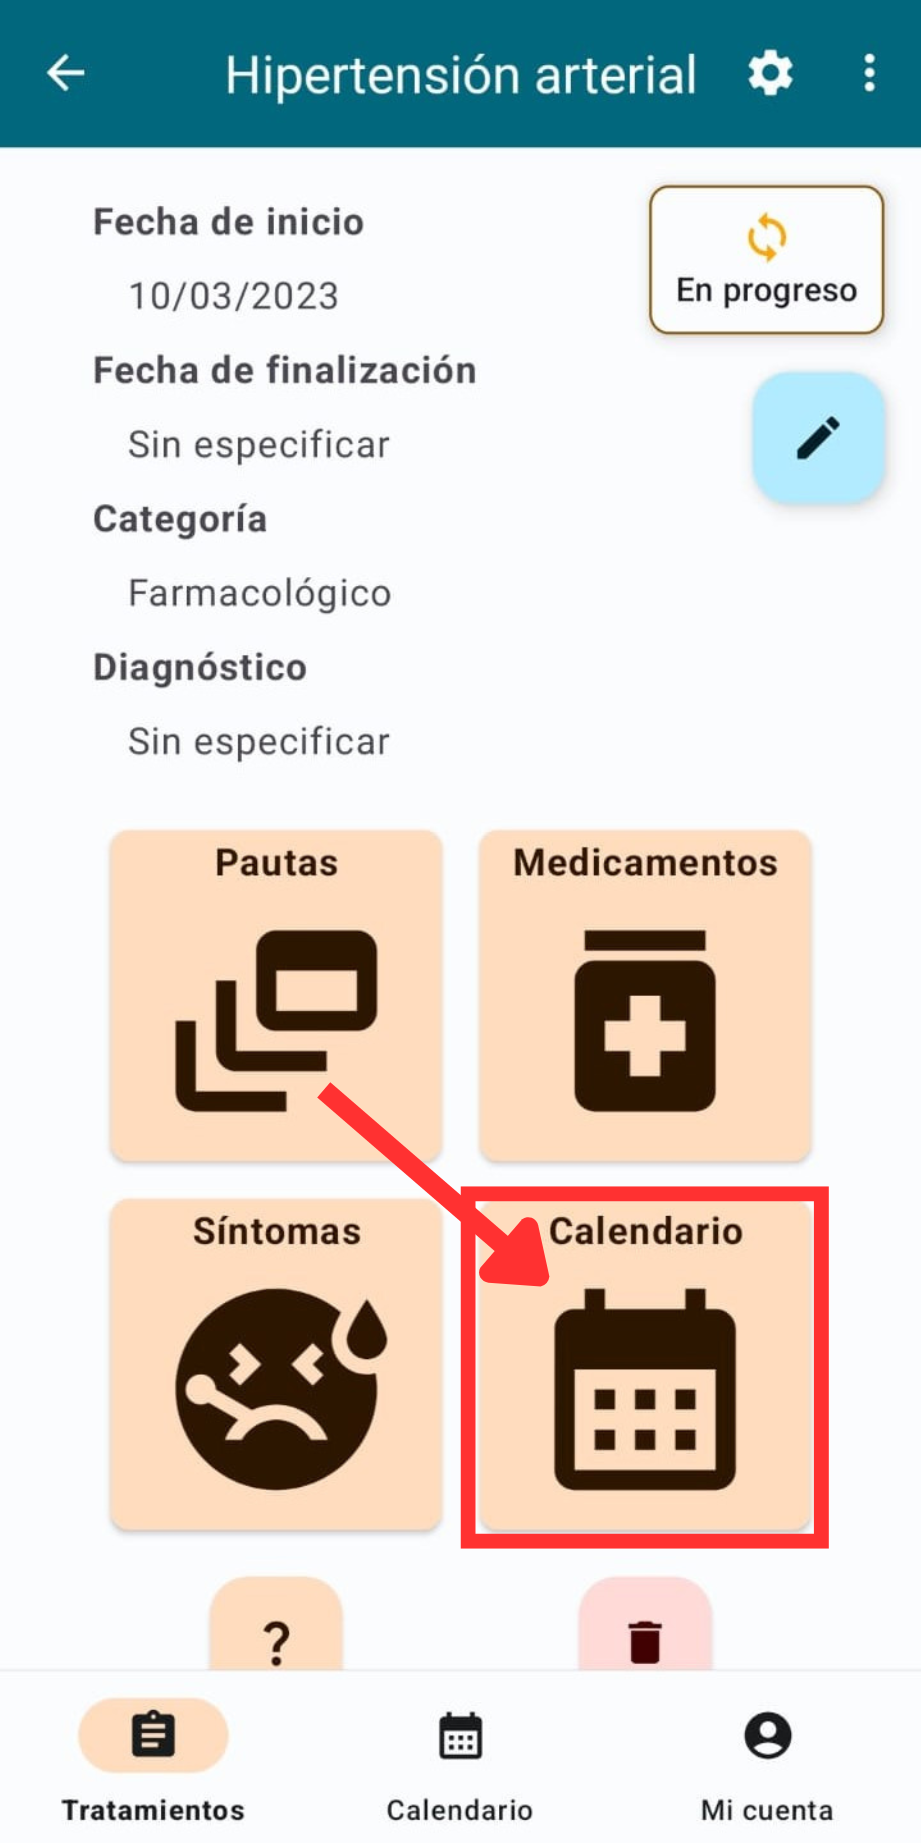 Hipertensión arterial
Fecha de inicio
10/03/2023
En progreso
Fecha de finalización
Sin especificar
Categoría
Farmacológico
Diagnóstico
Sin especificar
Pautas
Medicamentos
Síntomas
Calendario
?
Tratamientos
Calendario
Mi cuenta